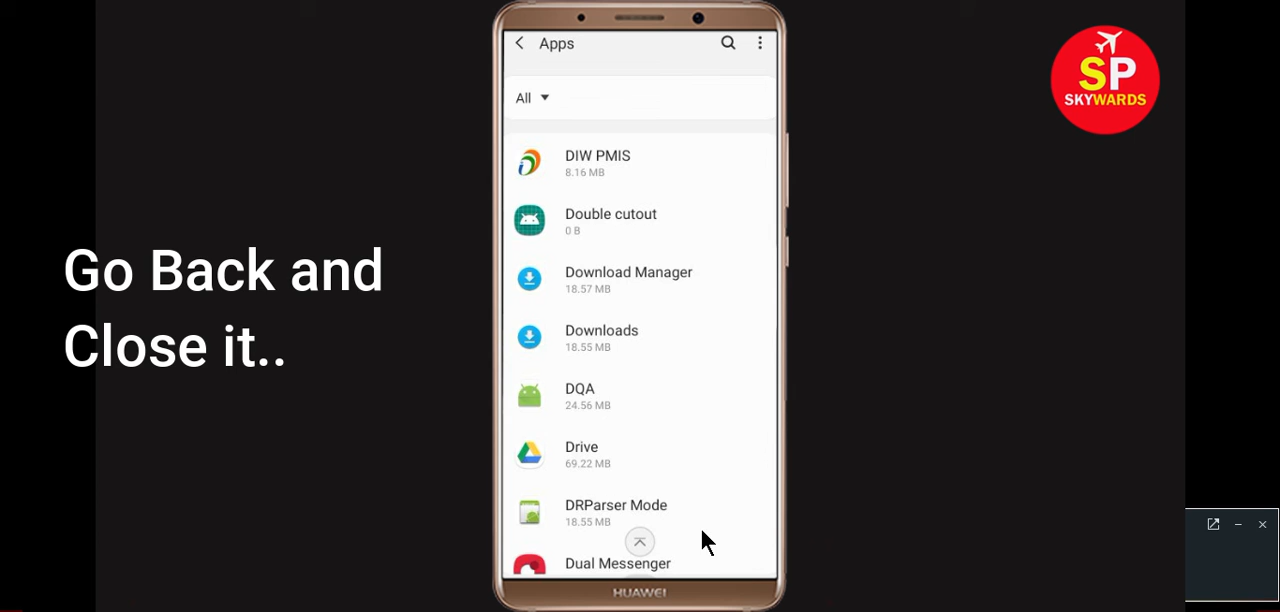 Apps
All
DIW PMIS
8.16 MB
Double cutout
0 B
Download Manager
18.57 MB
Downloads
18.55 MB
DQA
24.56 MB
Drive
69.22 MB
DRParser Mode
18.55 MB
Dual Messenger
HUAWEI
Go Back and
Close it..
SP
SKYWARDS